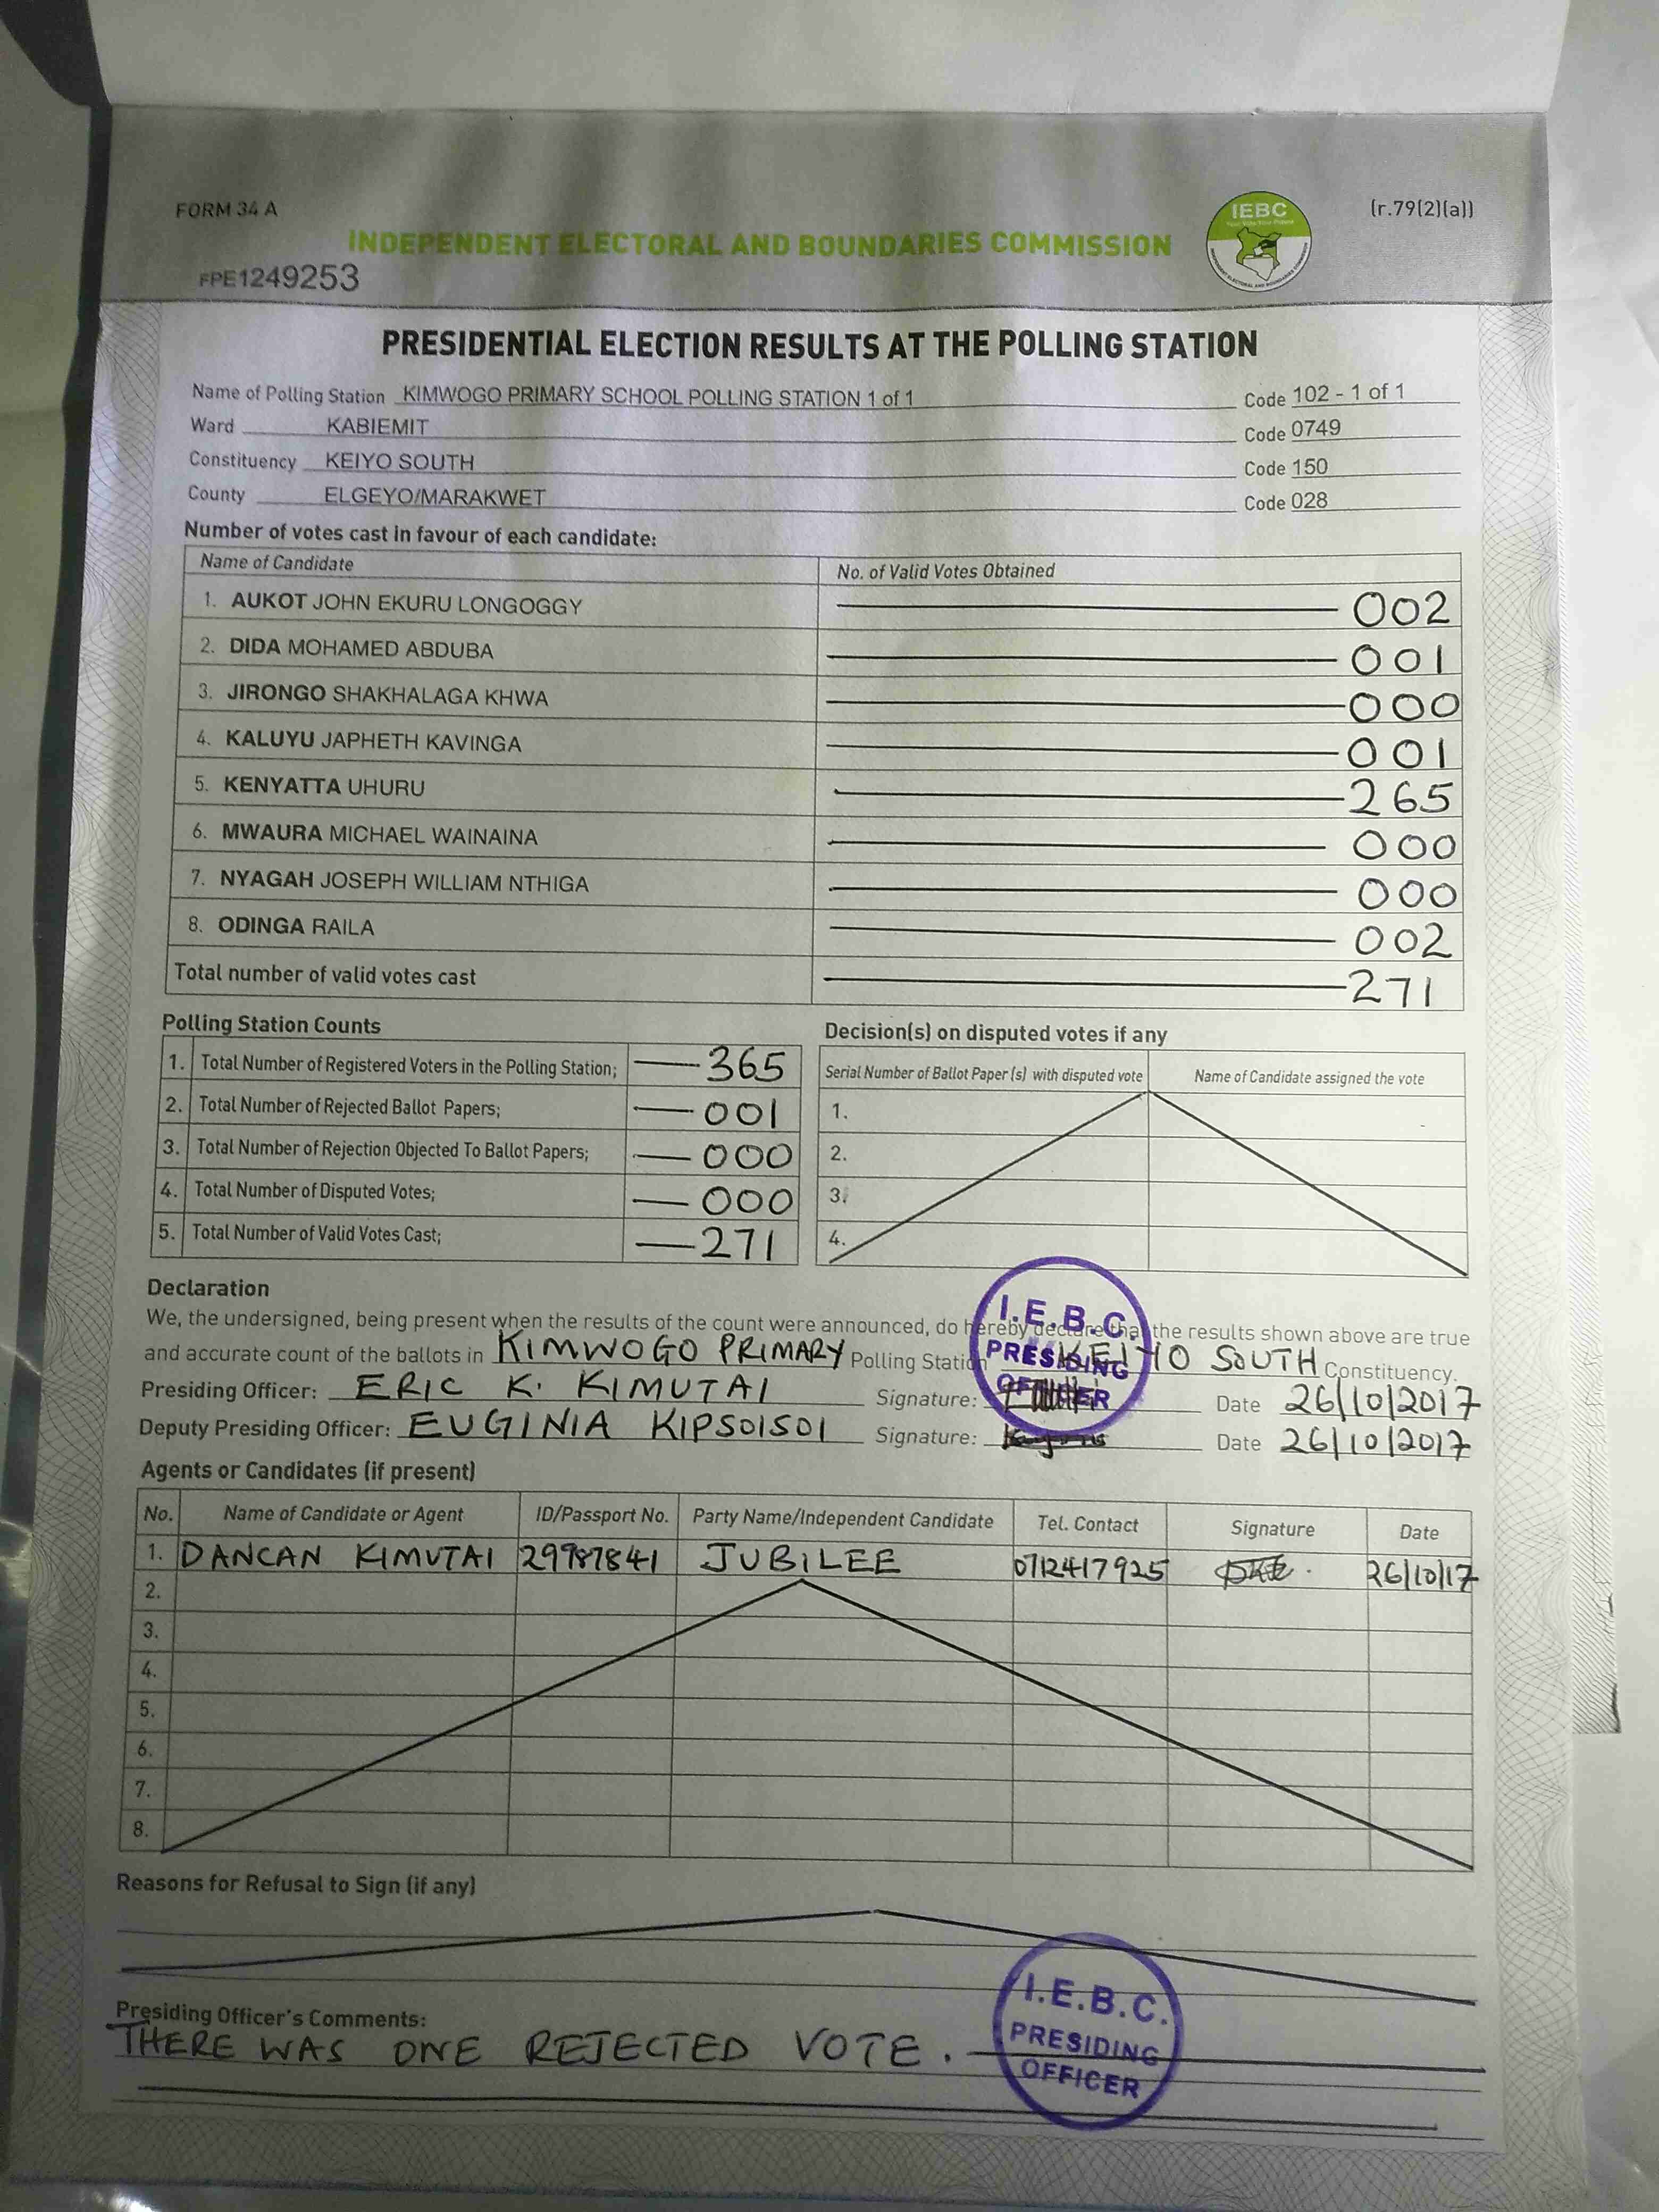 FORM 34 A
(r.79(2)(a))
IEBC
INDEPENDENT ELECTORAL AND BOUNDARIES COMMISSION
FPE1249253
PRESIDENTIAL ELECTION RESULTS AT THE POLLING STATION
Name of Polling Station KIMWOGO PRIMARY SCHOOL POLLING STATION 1 of 1 Code 102 - 1 of 1
Ward KABIEMIT Code 0749
Constituency KEIYO SOUTH Code 150
County ELGEYO/MARAKWET Code 028
Number of votes cast in favour of each candidate:
Name of Candidate No. of Valid Votes Obtained
1. AUKOT JOHN EKURU LONGOGGY 002
2. DIDA MOHAMED ABDUBA 001
3. JIRONGO SHAKHALAGA KHWA 000
4. KALUYU JAPHETH KAVINGA 001
5. KENYATTA UHURU 265
6. MWAURA MICHAEL WAINAINA 000
7. NYAGAH JOSEPH WILLIAM NTHIGA 000
8. ODINGA RAILA 002
Total number of valid votes cast 271
Polling Station Counts
1. Total Number of Registered Voters in the Polling Station; 365
2. Total Number of Rejected Ballot Papers; 001
3. Total Number of Rejection Objected To Ballot Papers; 000
4. Total Number of Disputed Votes; 000
5. Total Number of Valid Votes Cast; 271
Decision(s) on disputed votes if any
Serial Number of Ballot Paper (s) with disputed vote Name of Candidate assigned the vote
1.
2.
3.
4.
Declaration
We, the undersigned, being present when the results of the count were announced, do hereby declare that the results shown above are true
and accurate count of the ballots in KIMWOGO PRIMARY Polling Station KEIYO SOUTH Constituency.
Presiding Officer: ERIC K. KIMUTAI Signature: Date 26/10/2017
Deputy Presiding Officer: EUGINIA KIPSOISOI Signature: Date 26/10/2017
I.E.B.C.
PRESIDING
OFFICER
Agents or Candidates (if present)
No. Name of Candidate or Agent ID/Passport No. Party Name/Independent Candidate Tel. Contact Signature Date
1. DANCAN KIMUTAI 29987841 JUBILEE 0712417925 26/10/17
2.
3.
4.
5.
6.
7.
8.
Reasons for Refusal to Sign (if any)
Presiding Officer's Comments:
THERE WAS ONE REJECTED VOTE.
I.E.B.C.
PRESIDING
OFFICER